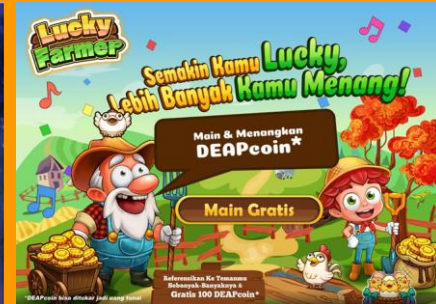 Lucky
Farmer
Semakin Kamu Lucky,
Lebih Banyak Kamu Menang!
Main & Menangkan
DEAPcoin*
Main Gratis
*DEAPcoin bisa ditukar jadi uang tunai
Referensikan Ke Temanmu
Sebanyak-Banyaknya &
Gratis 100 DEAPcoin*